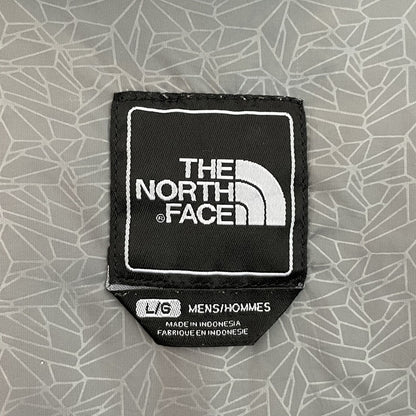 THE
NORTH
FACE
®
L/G MENS/HOMMES
MADE IN INDONESIA
FABRIQUE EN INDONESIE